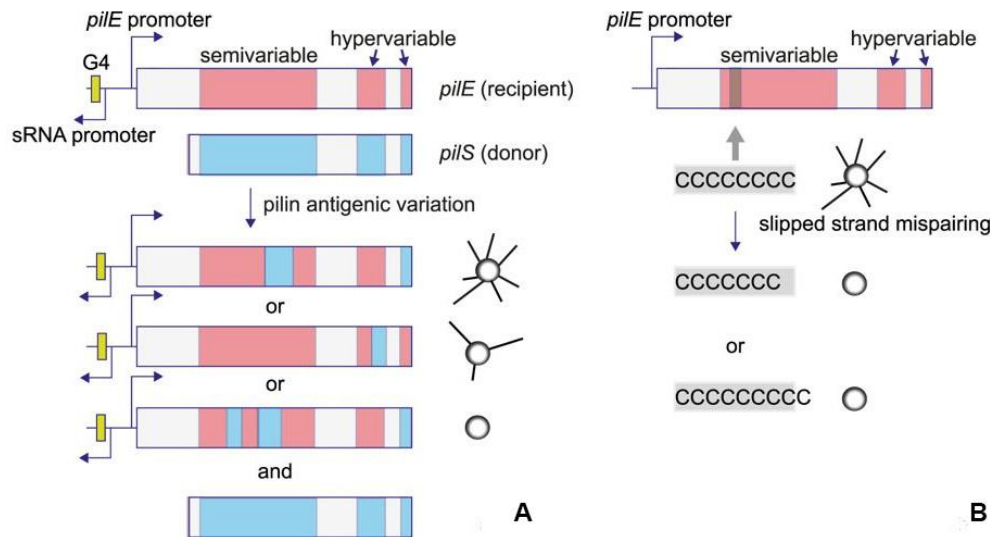 pilE promoter
G4
semivariable
hypervariable
pilE (recipient)
sRNA promoter
pilS (donor)
pilin antigenic variation
or
or
and
A
pilE promoter
semivariable
hypervariable
CCCCCCCC
slipped strand mispairing
CCCCCCC
or
CCCCCCCCC
B